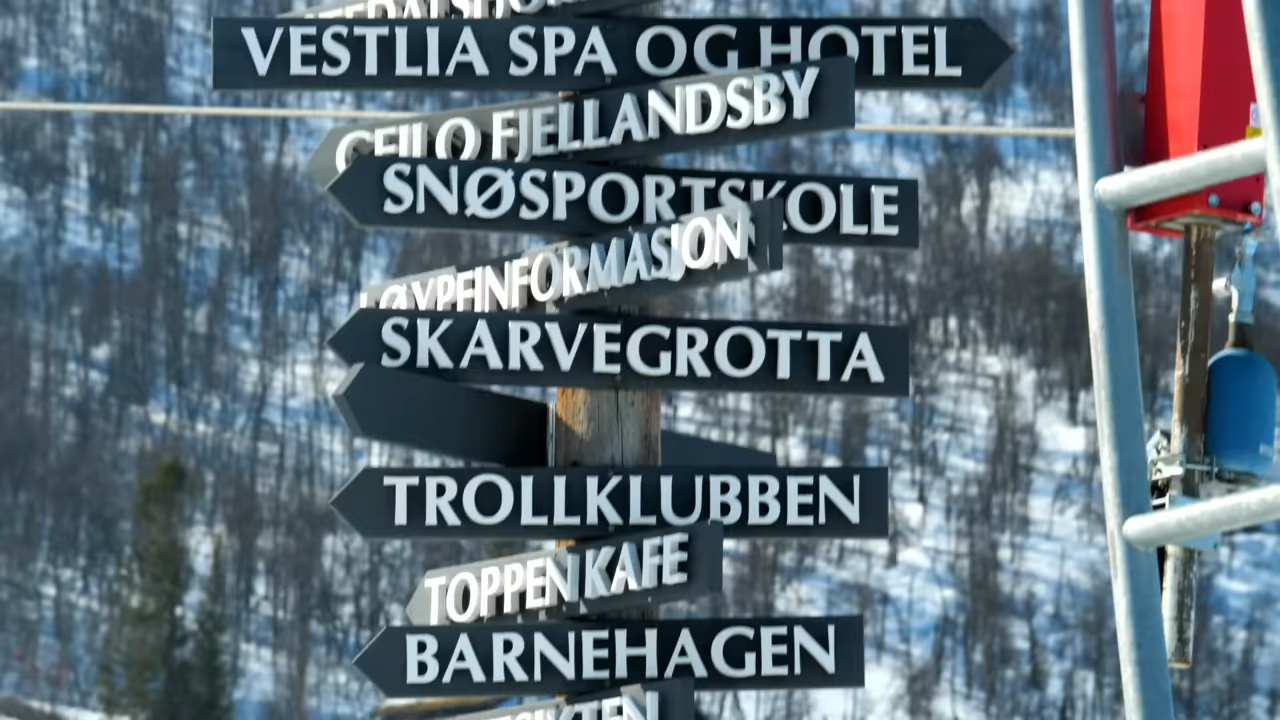 VESTLIA SPA OG HOTEL
GEILO FJELLANDSBY
SNØSPORTSKOLE
LØYPEINFORMASJON
SKARVEGROTTA
TROLLKLUBBEN
TOPPEN KAFE
BARNEHAGEN